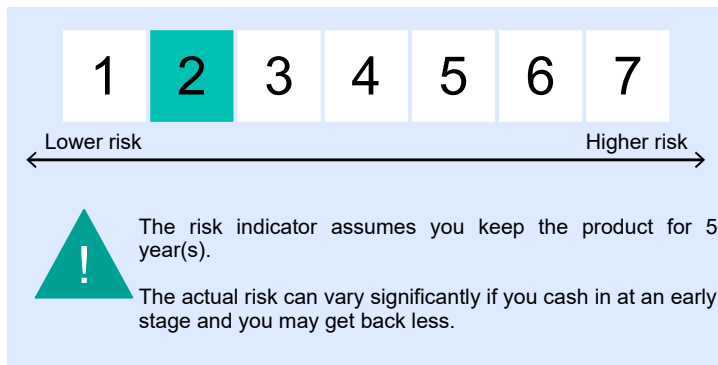 1 2 3 4 5 6 7
Lower risk Higher risk
!
The risk indicator assumes you keep the product for 5
year(s).
The actual risk can vary significantly if you cash in at an early
stage and you may get back less.